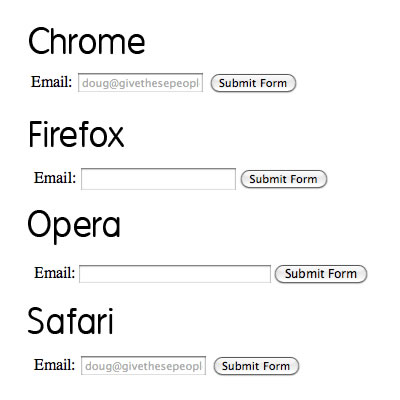 Chrome
Email: doug@givethesepeopl Submit Form
Firefox
Email: Submit Form
Opera
Email: Submit Form
Safari
Email: doug@givethesepeopl Submit Form